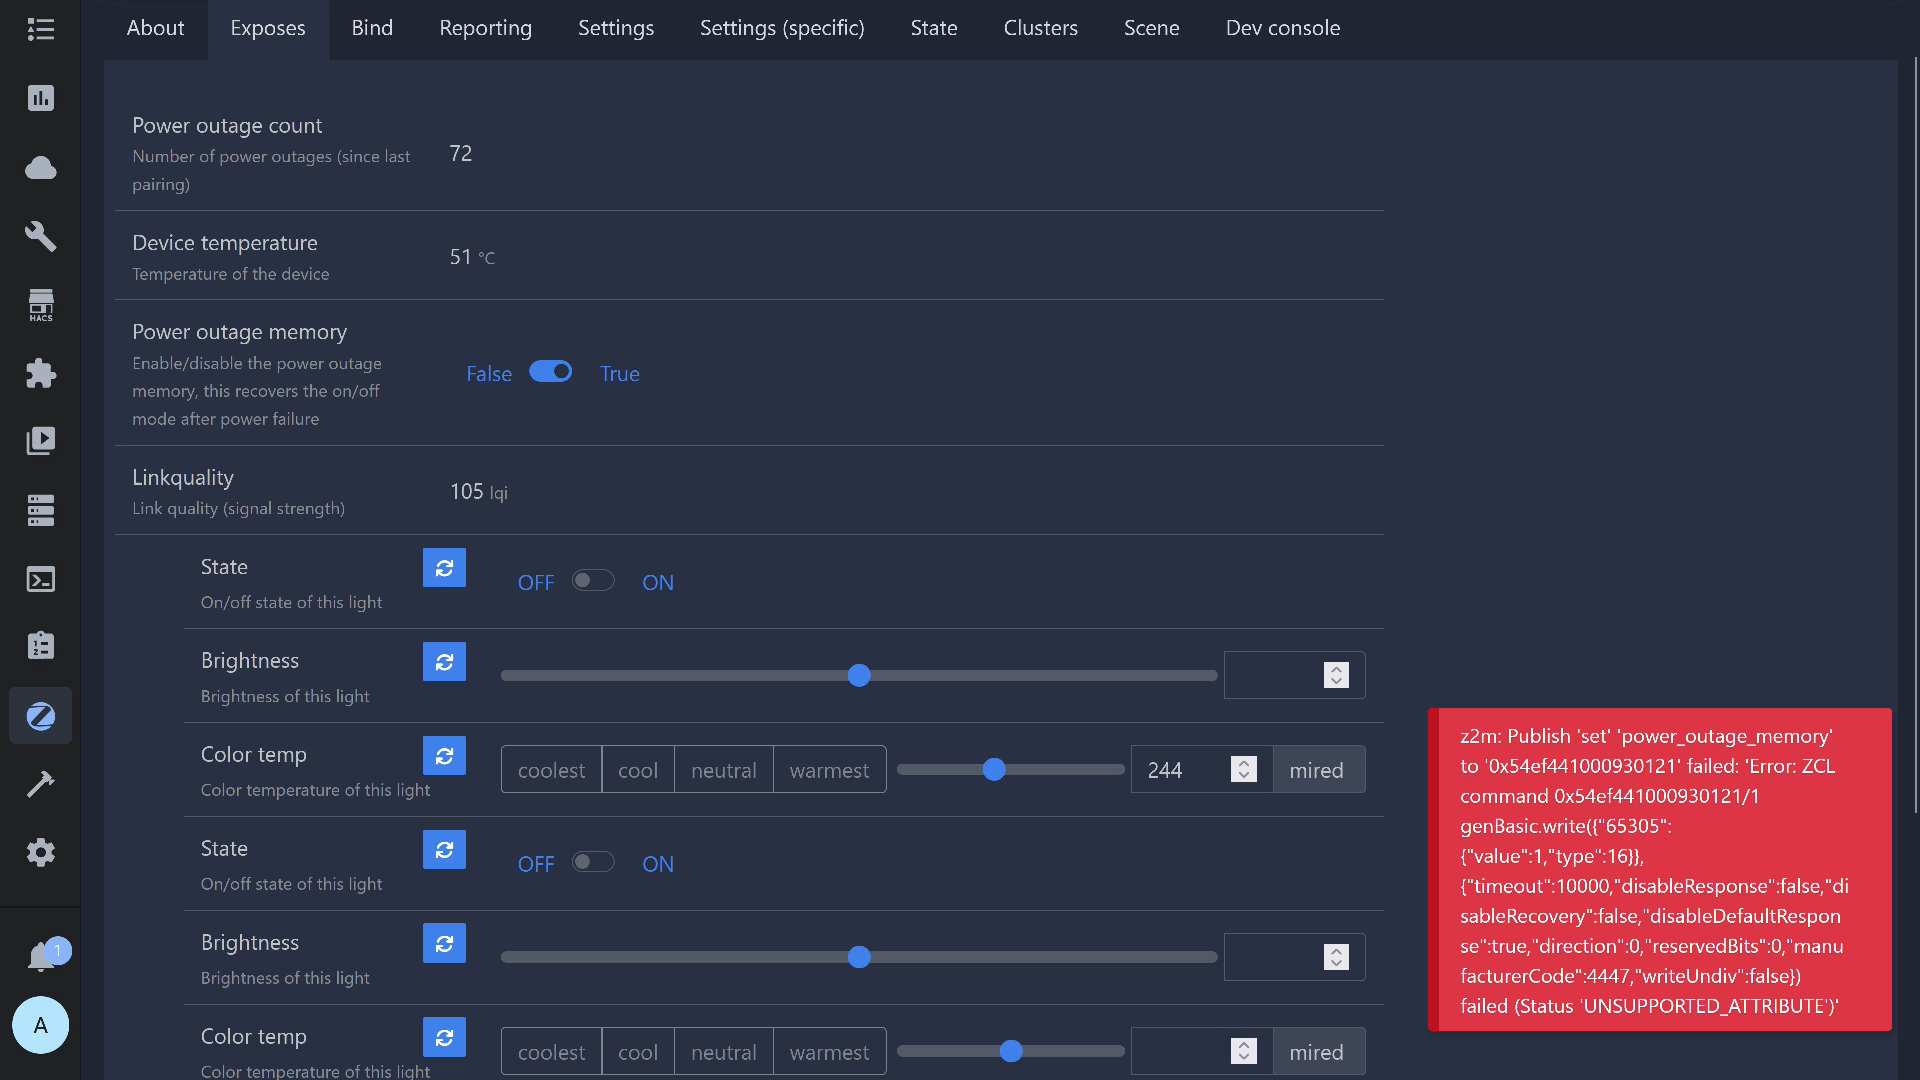 About Exposes Bind Reporting Settings Settings (specific) State Clusters Scene Dev console
Power outage count
Number of power outages (since last
pairing)
72
Device temperature
Temperature of the device
51 °C
Power outage memory
Enable/disable the power outage
memory, this recovers the on/off
mode after power failure
False True
Linkquality
Link quality (signal strength)
105 lqi
State
On/off state of this light
OFF ON
Brightness
Brightness of this light
Color temp
Color temperature of this light
coolest cool neutral warmest 244 mired
State
On/off state of this light
OFF ON
Brightness
Brightness of this light
Color temp
Color temperature of this light
coolest cool neutral warmest mired
HACS
1
A
z2m: Publish 'set' 'power_outage_memory'
to '0x54ef441000930121' failed: 'Error: ZCL
command 0x54ef441000930121/1
genBasic.write({"65305":
{"value":1,"type":16}},
{"timeout":10000,"disableResponse":false,"di
sableRecovery":false,"disableDefaultRespon
se":true,"direction":0,"reservedBits":0,"manu
facturerCode":4447,"writeUndiv":false})
failed (Status 'UNSUPPORTED_ATTRIBUTE')'